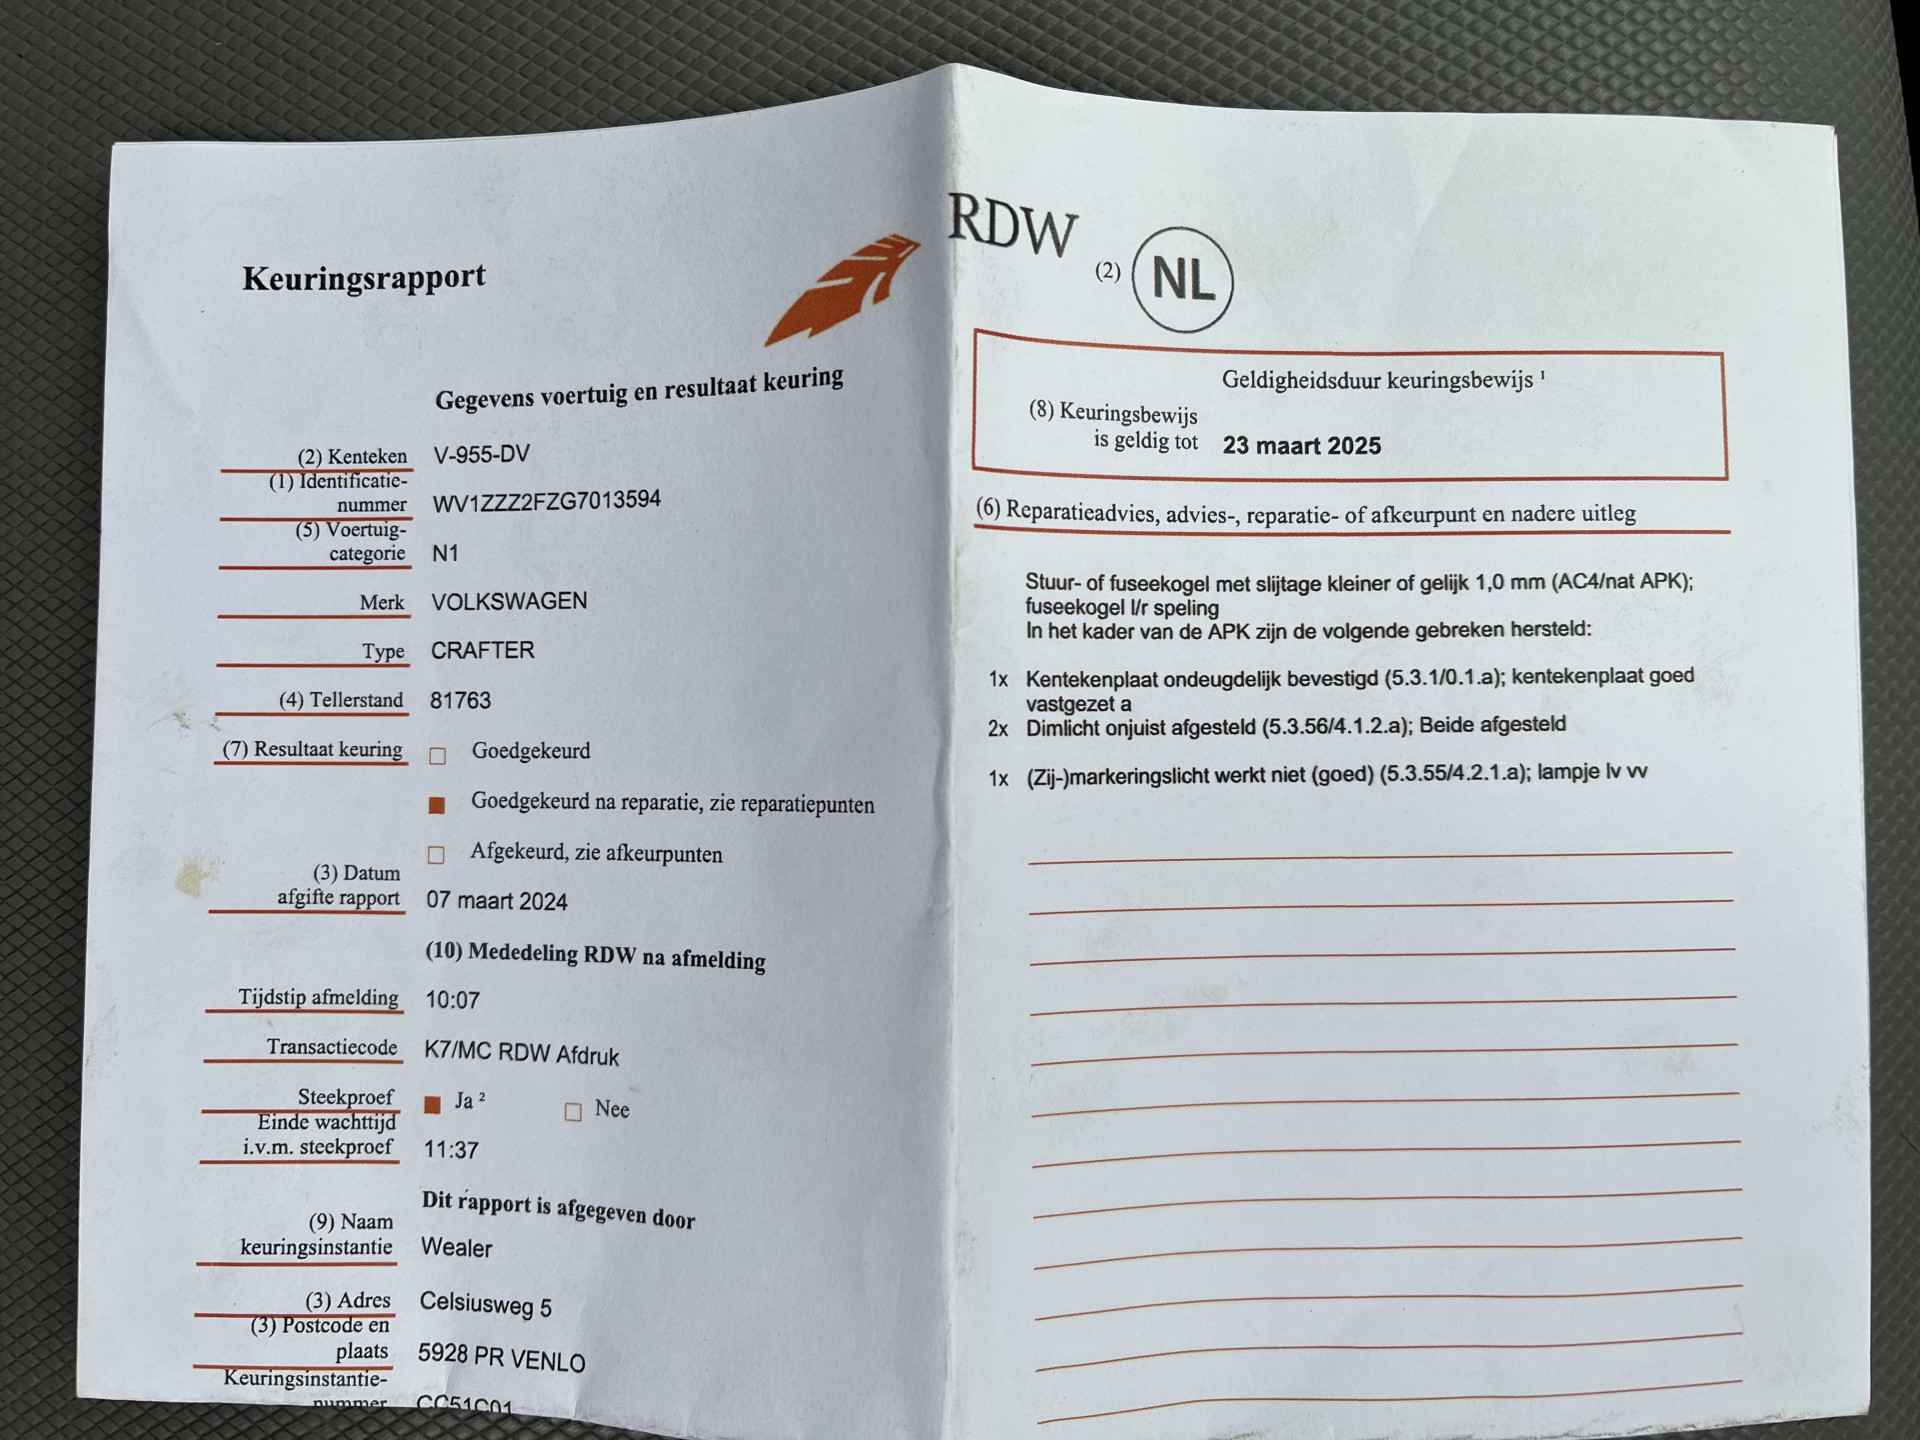 Keuringsrapport
Gegevens voertuig en resultaat keuring
(2) Kenteken V-955-DV
(1) Identificatie-
nummer WV1ZZZ2FZG7013594
(5) Voertuig-
categorie N1
Merk VOLKSWAGEN
Type CRAFTER
(4) Tellerstand 81763
(7) Resultaat keuring Goedgekeurd
Goedgekeurd na reparatie, zie reparatiepunten
Afgekeurd, zie afkeurpunten
(3) Datum
afgifte rapport 07 maart 2024
(10) Mededeling RDW na afmelding
Tijdstip afmelding 10:07
Transactiecode K7/MC RDW Afdruk
Steekproef Ja ² Nee
Einde wachttijd
i.v.m. steekproef 11:37
Dit rapport is afgegeven door
(9) Naam
keuringsinstantie Wealer
(3) Adres Celsiusweg 5
(3) Postcode en
plaats 5928 PR VENLO
Keuringsinstantie-
nummer CC51C01
RDW
(2) NL
Geldigheidsduur keuringsbewijs ¹
(8) Keuringsbewijs
is geldig tot 23 maart 2025
(6) Reparatieadvies, advies-, reparatie- of afkeurpunt en nadere uitleg
Stuur- of fuseekogel met slijtage kleiner of gelijk 1,0 mm (AC4/nat APK);
fuseekogel l/r speling
In het kader van de APK zijn de volgende gebreken hersteld:
1x Kentekenplaat ondeugdelijk bevestigd (5.3.1/0.1.a); kentekenplaat goed
vastgezet a
2x Dimlicht onjuist afgesteld (5.3.56/4.1.2.a); Beide afgesteld
1x (Zij-)markeringslicht werkt niet (goed) (5.3.55/4.2.1.a); lampje lv vv